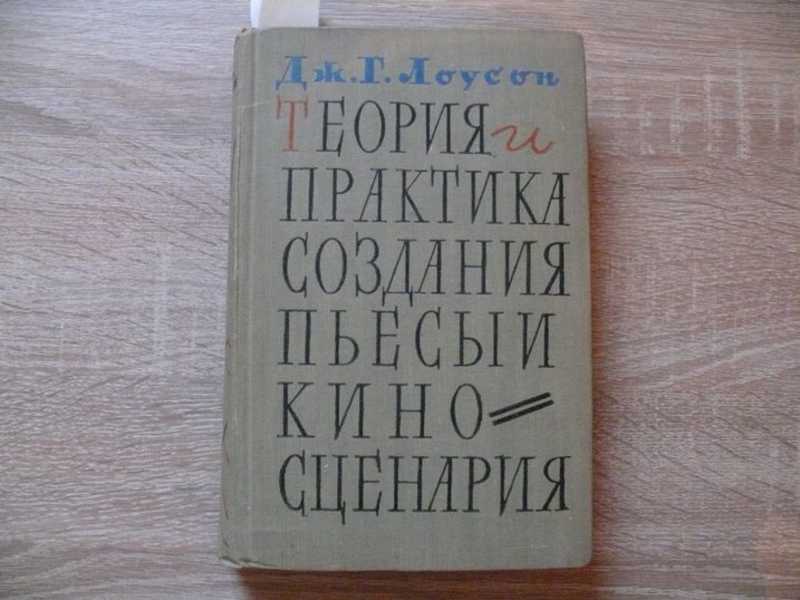 Дж.Г.Лоусон
ТЕОРИЯ и
ПРАКТИКА
СОЗДАНИЯ
ПЬЕСЫ И
КИНО=
СЦЕНАРИЯ